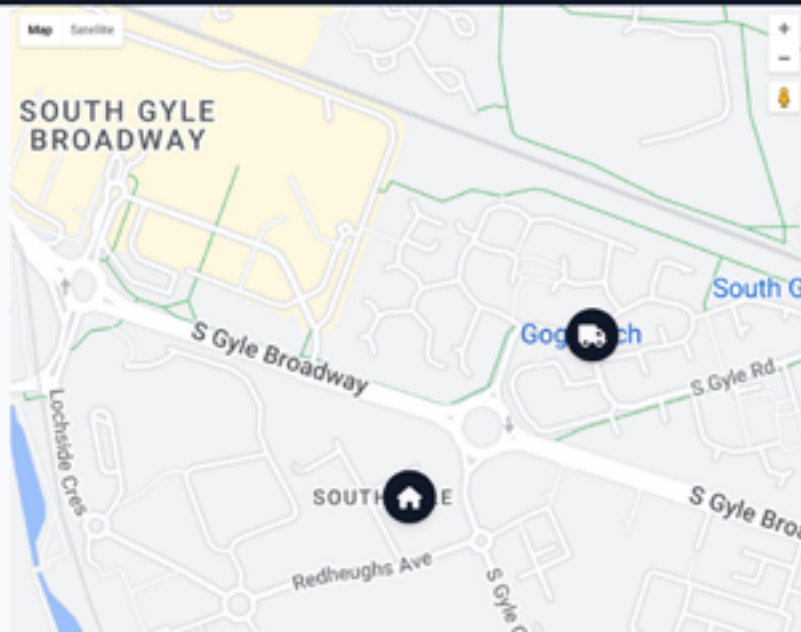 Map Satellite
SOUTH GYLE
BROADWAY
South G
Gog ch
S Gyle Broadway
S Gyle Rd
Lochside Cres
SOUTH E
S Gyle Broa
Redheughs Ave
S Gyle C